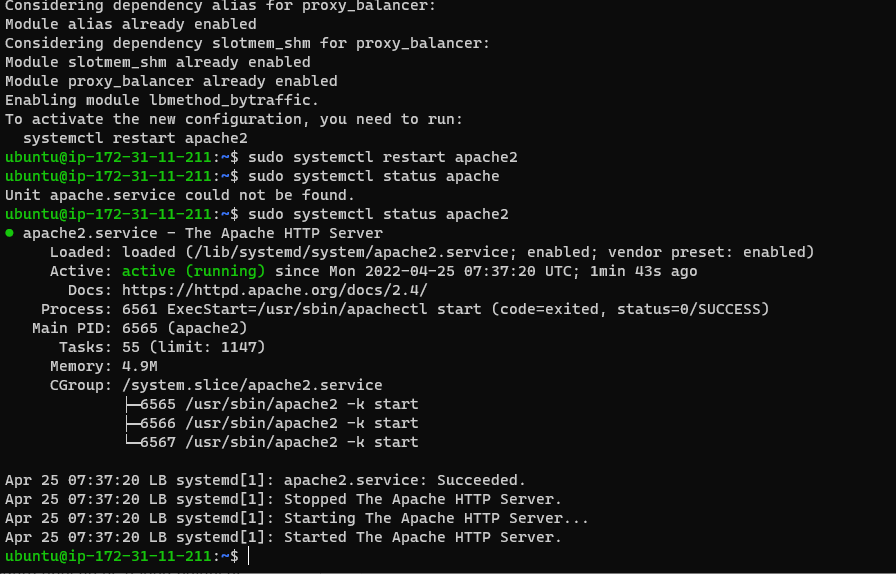 Considering dependency alias for proxy_balancer:
Module alias already enabled
Considering dependency slotmem_shm for proxy_balancer:
Module slotmem_shm already enabled
Module proxy_balancer already enabled
Enabling module lbmethod_bytraffic.
To activate the new configuration, you need to run:
  systemctl restart apache2
ubuntu@ip-172-31-11-211:~$ sudo systemctl restart apache2
ubuntu@ip-172-31-11-211:~$ sudo systemctl status apache
Unit apache.service could not be found.
ubuntu@ip-172-31-11-211:~$ sudo systemctl status apache2
● apache2.service - The Apache HTTP Server
     Loaded: loaded (/lib/systemd/system/apache2.service; enabled; vendor preset: enabled)
     Active: active (running) since Mon 2022-04-25 07:37:20 UTC; 1min 43s ago
       Docs: https://httpd.apache.org/docs/2.4/
    Process: 6561 ExecStart=/usr/sbin/apachectl start (code=exited, status=0/SUCCESS)
   Main PID: 6565 (apache2)
      Tasks: 55 (limit: 1147)
     Memory: 4.9M
     CGroup: /system.slice/apache2.service
             ├─6565 /usr/sbin/apache2 -k start
             ├─6566 /usr/sbin/apache2 -k start
             └─6567 /usr/sbin/apache2 -k start

Apr 25 07:37:20 LB systemd[1]: apache2.service: Succeeded.
Apr 25 07:37:20 LB systemd[1]: Stopped The Apache HTTP Server.
Apr 25 07:37:20 LB systemd[1]: Starting The Apache HTTP Server...
Apr 25 07:37:20 LB systemd[1]: Started The Apache HTTP Server.
ubuntu@ip-172-31-11-211:~$